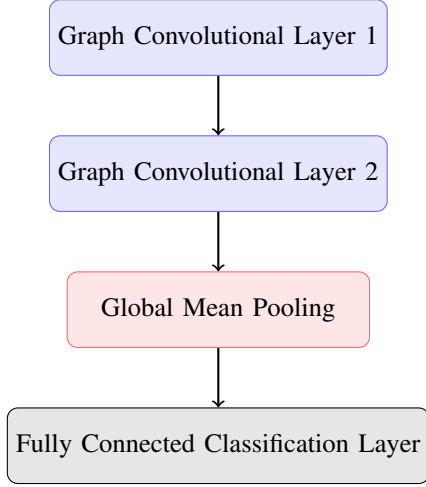 Graph Convolutional Layer 1
Graph Convolutional Layer 2
Global Mean Pooling
Fully Connected Classification Layer